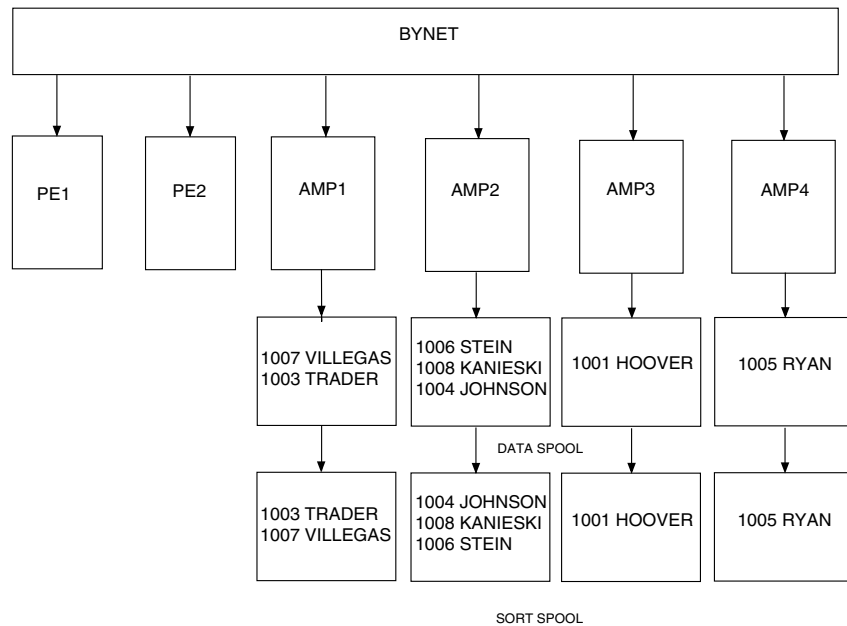 BYNET
PE1
PE2
AMP1
AMP2
AMP3
AMP4
1007 VILLEGAS
1003 TRADER
1006 STEIN
1008 KANIESKI
1004 JOHNSON
1001 HOOVER
1005 RYAN
DATA SPOOL
1003 TRADER
1007 VILLEGAS
1004 JOHNSON
1008 KANIESKI
1006 STEIN
1001 HOOVER
1005 RYAN
SORT SPOOL